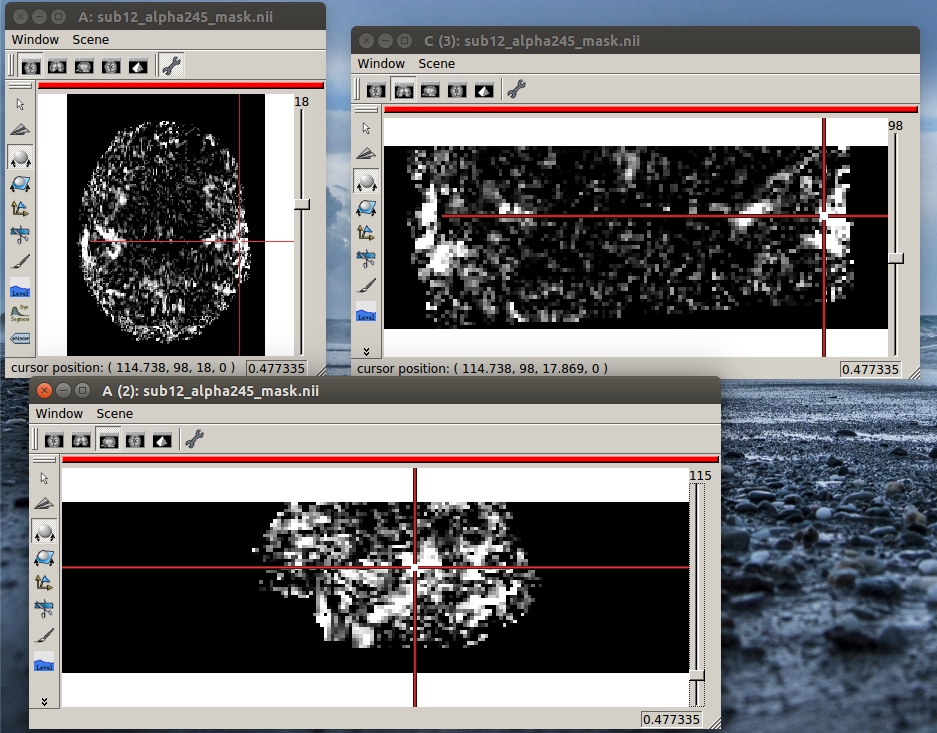 A: sub12_alpha245_mask.nii
Window Scene
18
Level
Segment
eName
cursor position: ( 114.738, 98, 18, 0 ) 0.477335
C (3): sub12_alpha245_mask.nii
Window Scene
98
Level
cursor position: ( 114.738, 98, 17.869, 0 ) 0.477335
A (2): sub12_alpha245_mask.nii
Window Scene
115
Level
0.477335